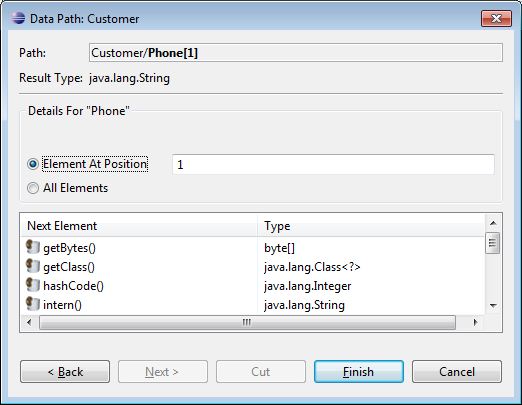 Data Path: Customer
Path: Customer/Phone[1]
Result Type: java.lang.String
Details For "Phone"
Element At Position 1
All Elements
Next Element Type
getBytes() byte[]
getClass() java.lang.Class<?>
hashCode() java.lang.Integer
intern() java.lang.String
< Back Next > Cut Finish Cancel